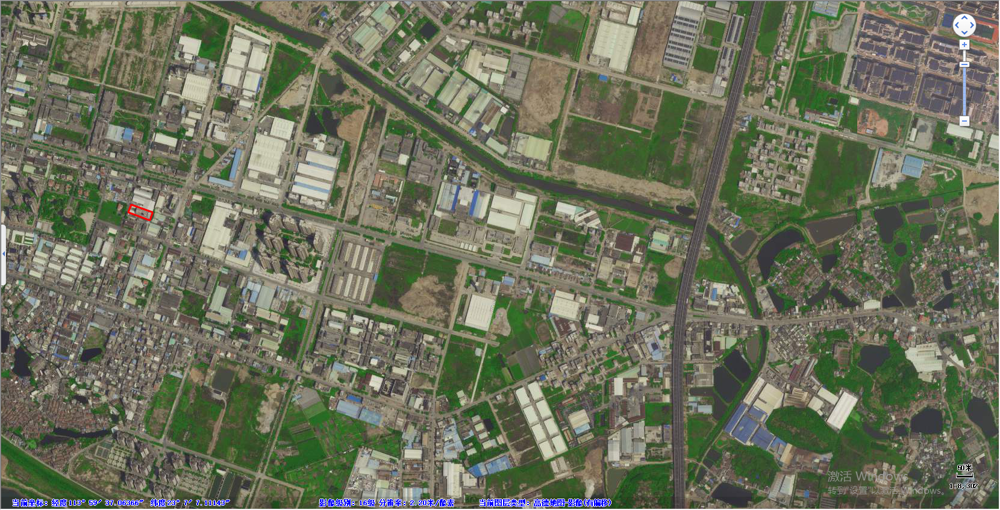 50米
1:8,302
激活 Windows
转到"设置"以激活 Windows。
当前坐标：经度113° 59′ 37.06366″ 纬度23° 7′ 7.11143″
影像级别：16级 分辨率：2.20米/像素
当前图层类型：高德地图-影像(有偏移)